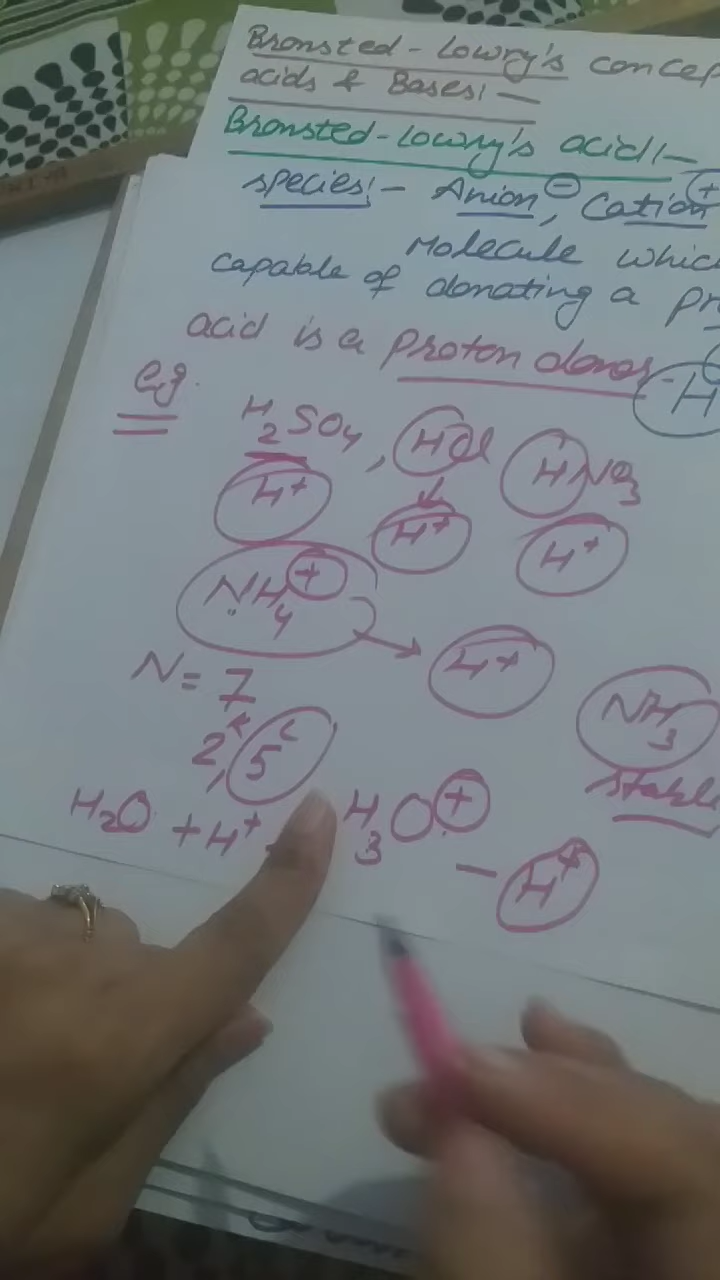 Bronsted-Lowry's concep
acids & Bases:-
Bronsted-Lowry's acid:-
species:- Anion ⊖, Cation ⊕
Molecule whic
capable of donating a pr
acid is a proton donor
H
Eg.
H2SO4, HCl HNO3
H+ H+ H+
NH4+ → H+
NH3
stable
N = 7
2, 5
H2O + H+ H3O+ - H+